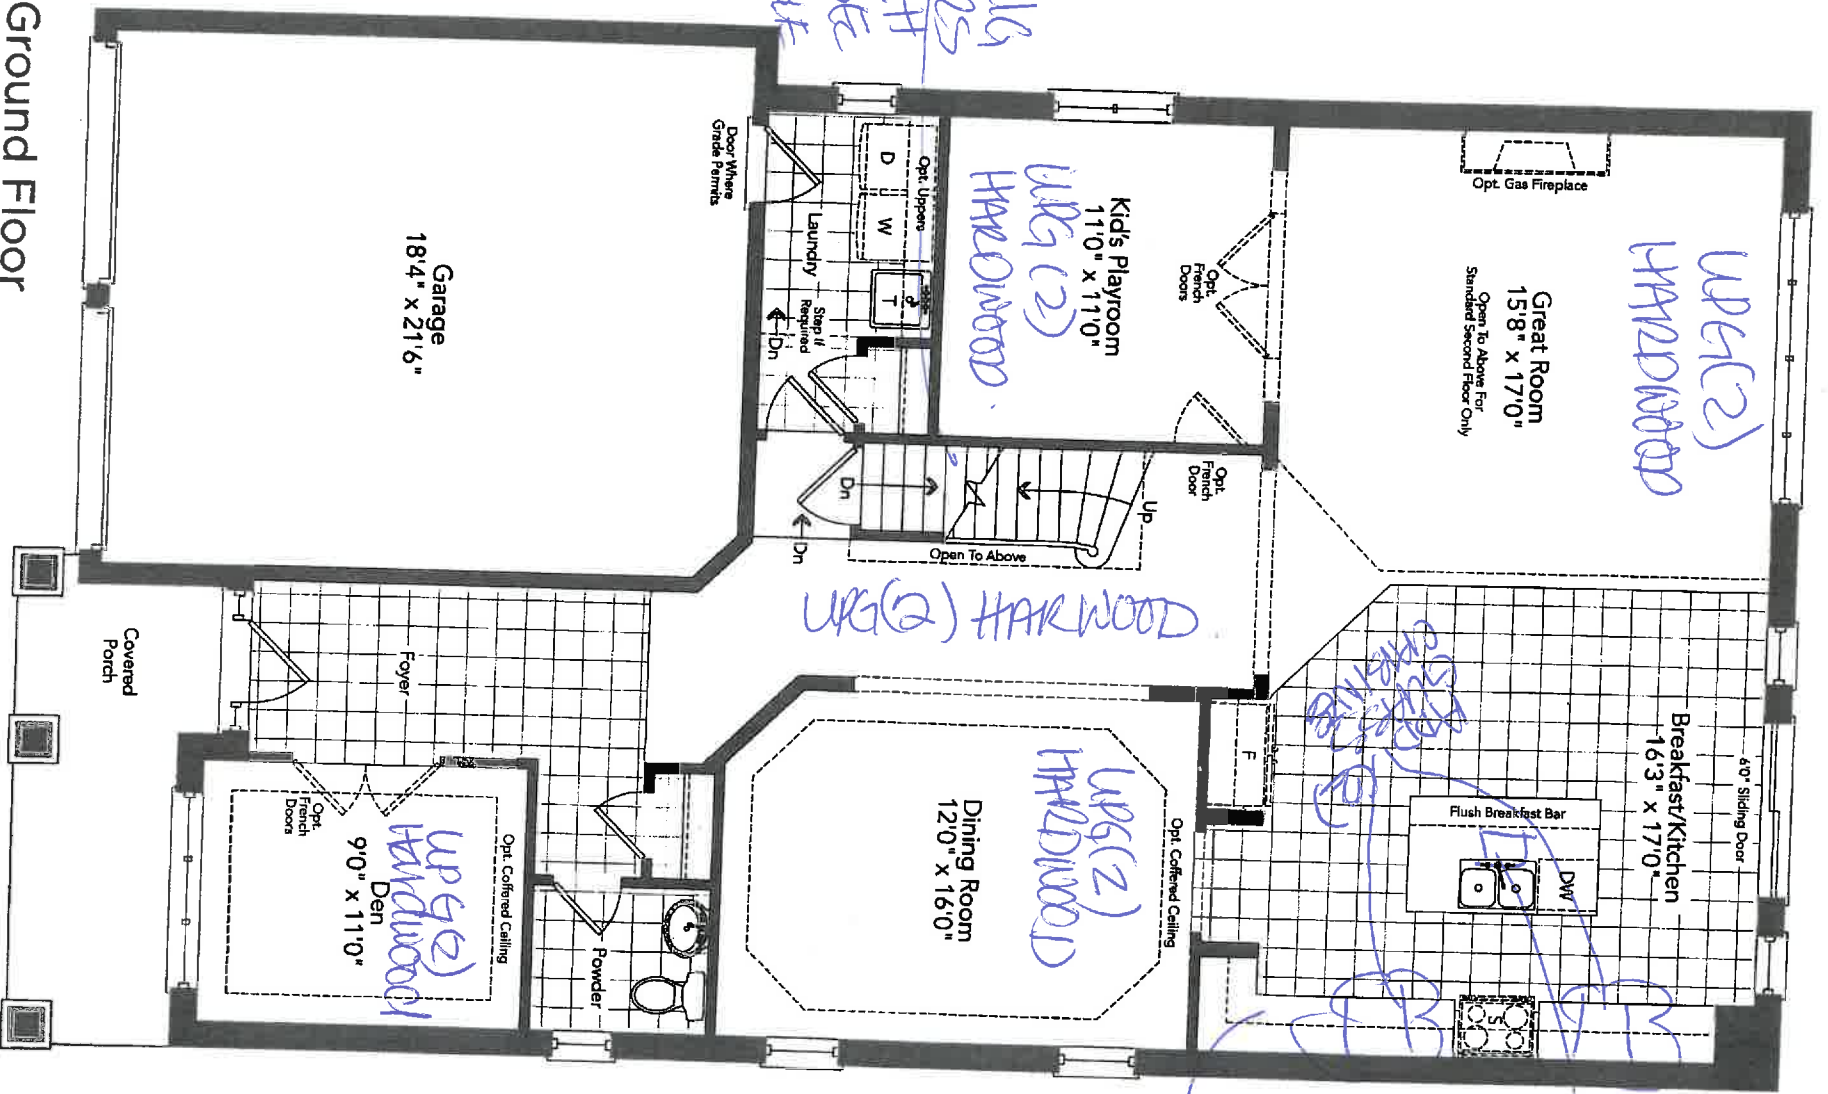 Ground Floor
UPG(2)
HARDWOOD
Great Room
15'8" x 17'0"
Open To Above For
Standard Second Floor Only
Opt. Gas Fireplace
6'0" Sliding Door
Breakfast/Kitchen
16'3" x 17'0"
Flush Breakfast Bar
DW
S
F
ADD
Opt.
French
Doors
Kid's Playroom
11'0" x 11'0"
UPG (2)
HARDWOOD.
Opt.
French
Door
Up
Open To Above
Dn
Dn
UPG(2) HARWOOD
Opt. Coffered Ceiling
UPG(2)
HARDWOOD
Dining Room
12'0" x 16'0"
Opt. Uppers
D
W
T
Laundry
Step If
Required
Dn
Door Where
Grade Permits
Garage
18'4" x 21'6"
Powder
Foyer
Opt. Coffered Ceiling
UPG(2)
Hardwood
Den
9'0" x 11'0"
Opt.
French
Doors
Covered
Porch